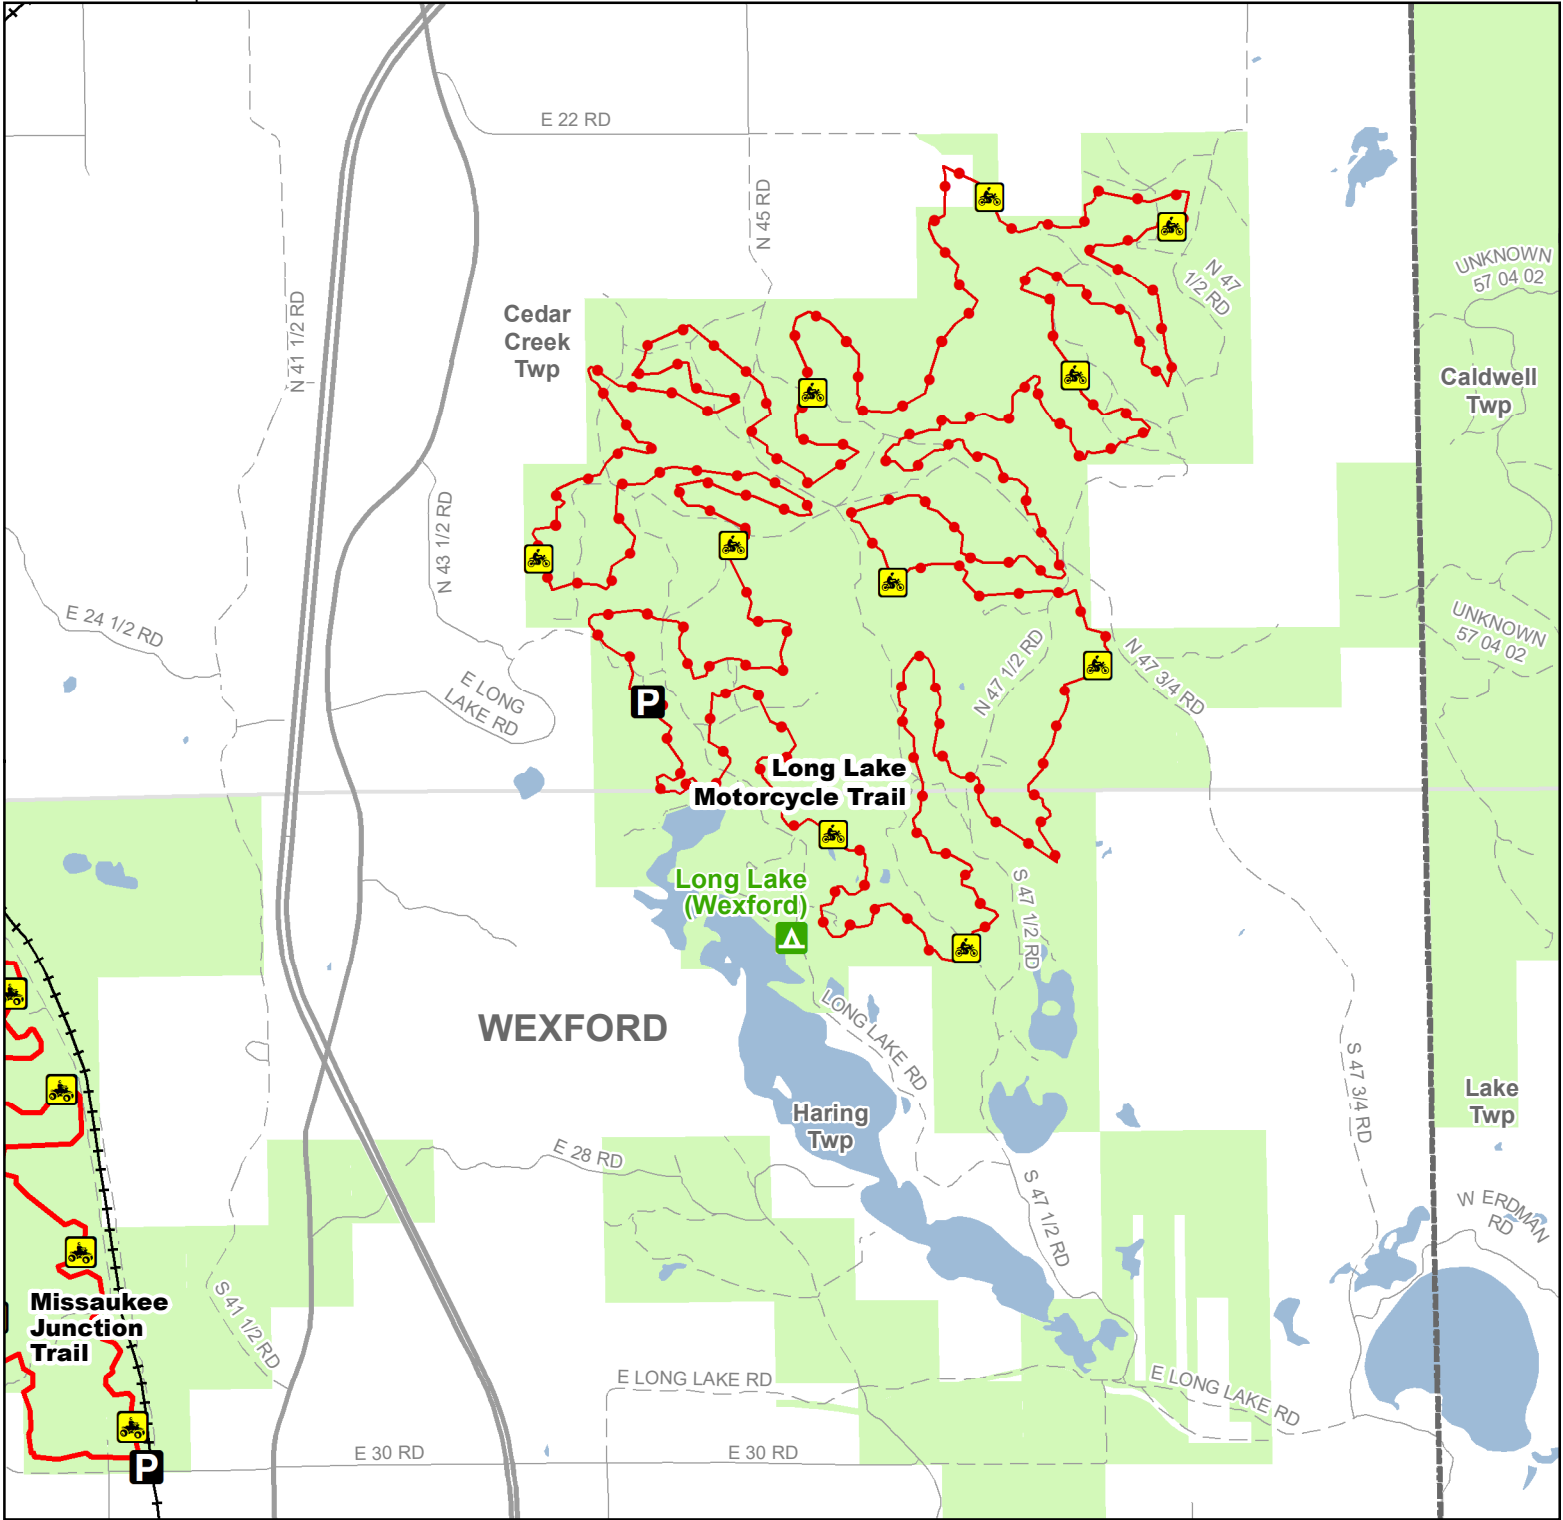 E 22 RD
N 45 RD
N 47
1/2 RD
UNKNOWN
57 04 02
N 41 1/2 RD
Cedar
Creek
Twp
Caldwell
Twp
N 43 1/2 RD
E 24 1/2 RD
UNKNOWN
57 04 02
N 47 1/2 RD
N 47 3/4 RD
E LONG
LAKE RD
P
Long Lake
Motorcycle Trail
Long Lake
(Wexford)
S 47 1/2 RD
WEXFORD
LONG LAKE RD
S 47 3/4 RD
Haring
Twp
Lake
Twp
E 28 RD
S 47 1/2 RD
W ERDMAN
RD
S 41 1/2 RD
Missaukee
Junction
Trail
E LONG LAKE RD
E LONG LAKE RD
E 30 RD
E 30 RD
P